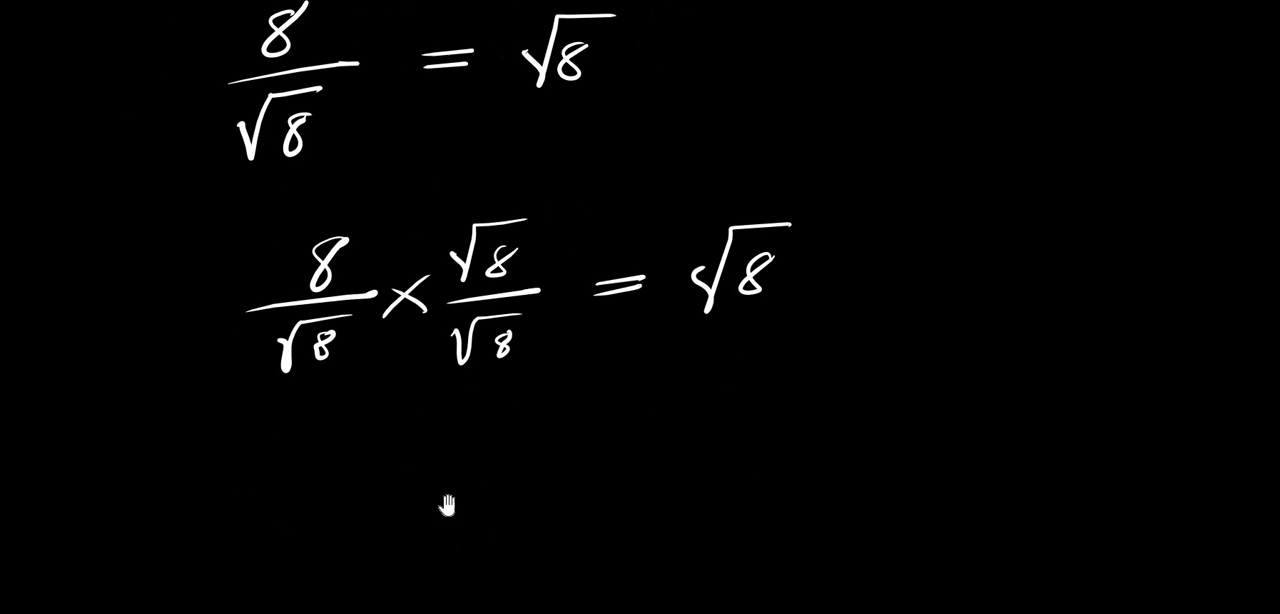 8/√8 = √8
8/√8 × √8/√8 = √8